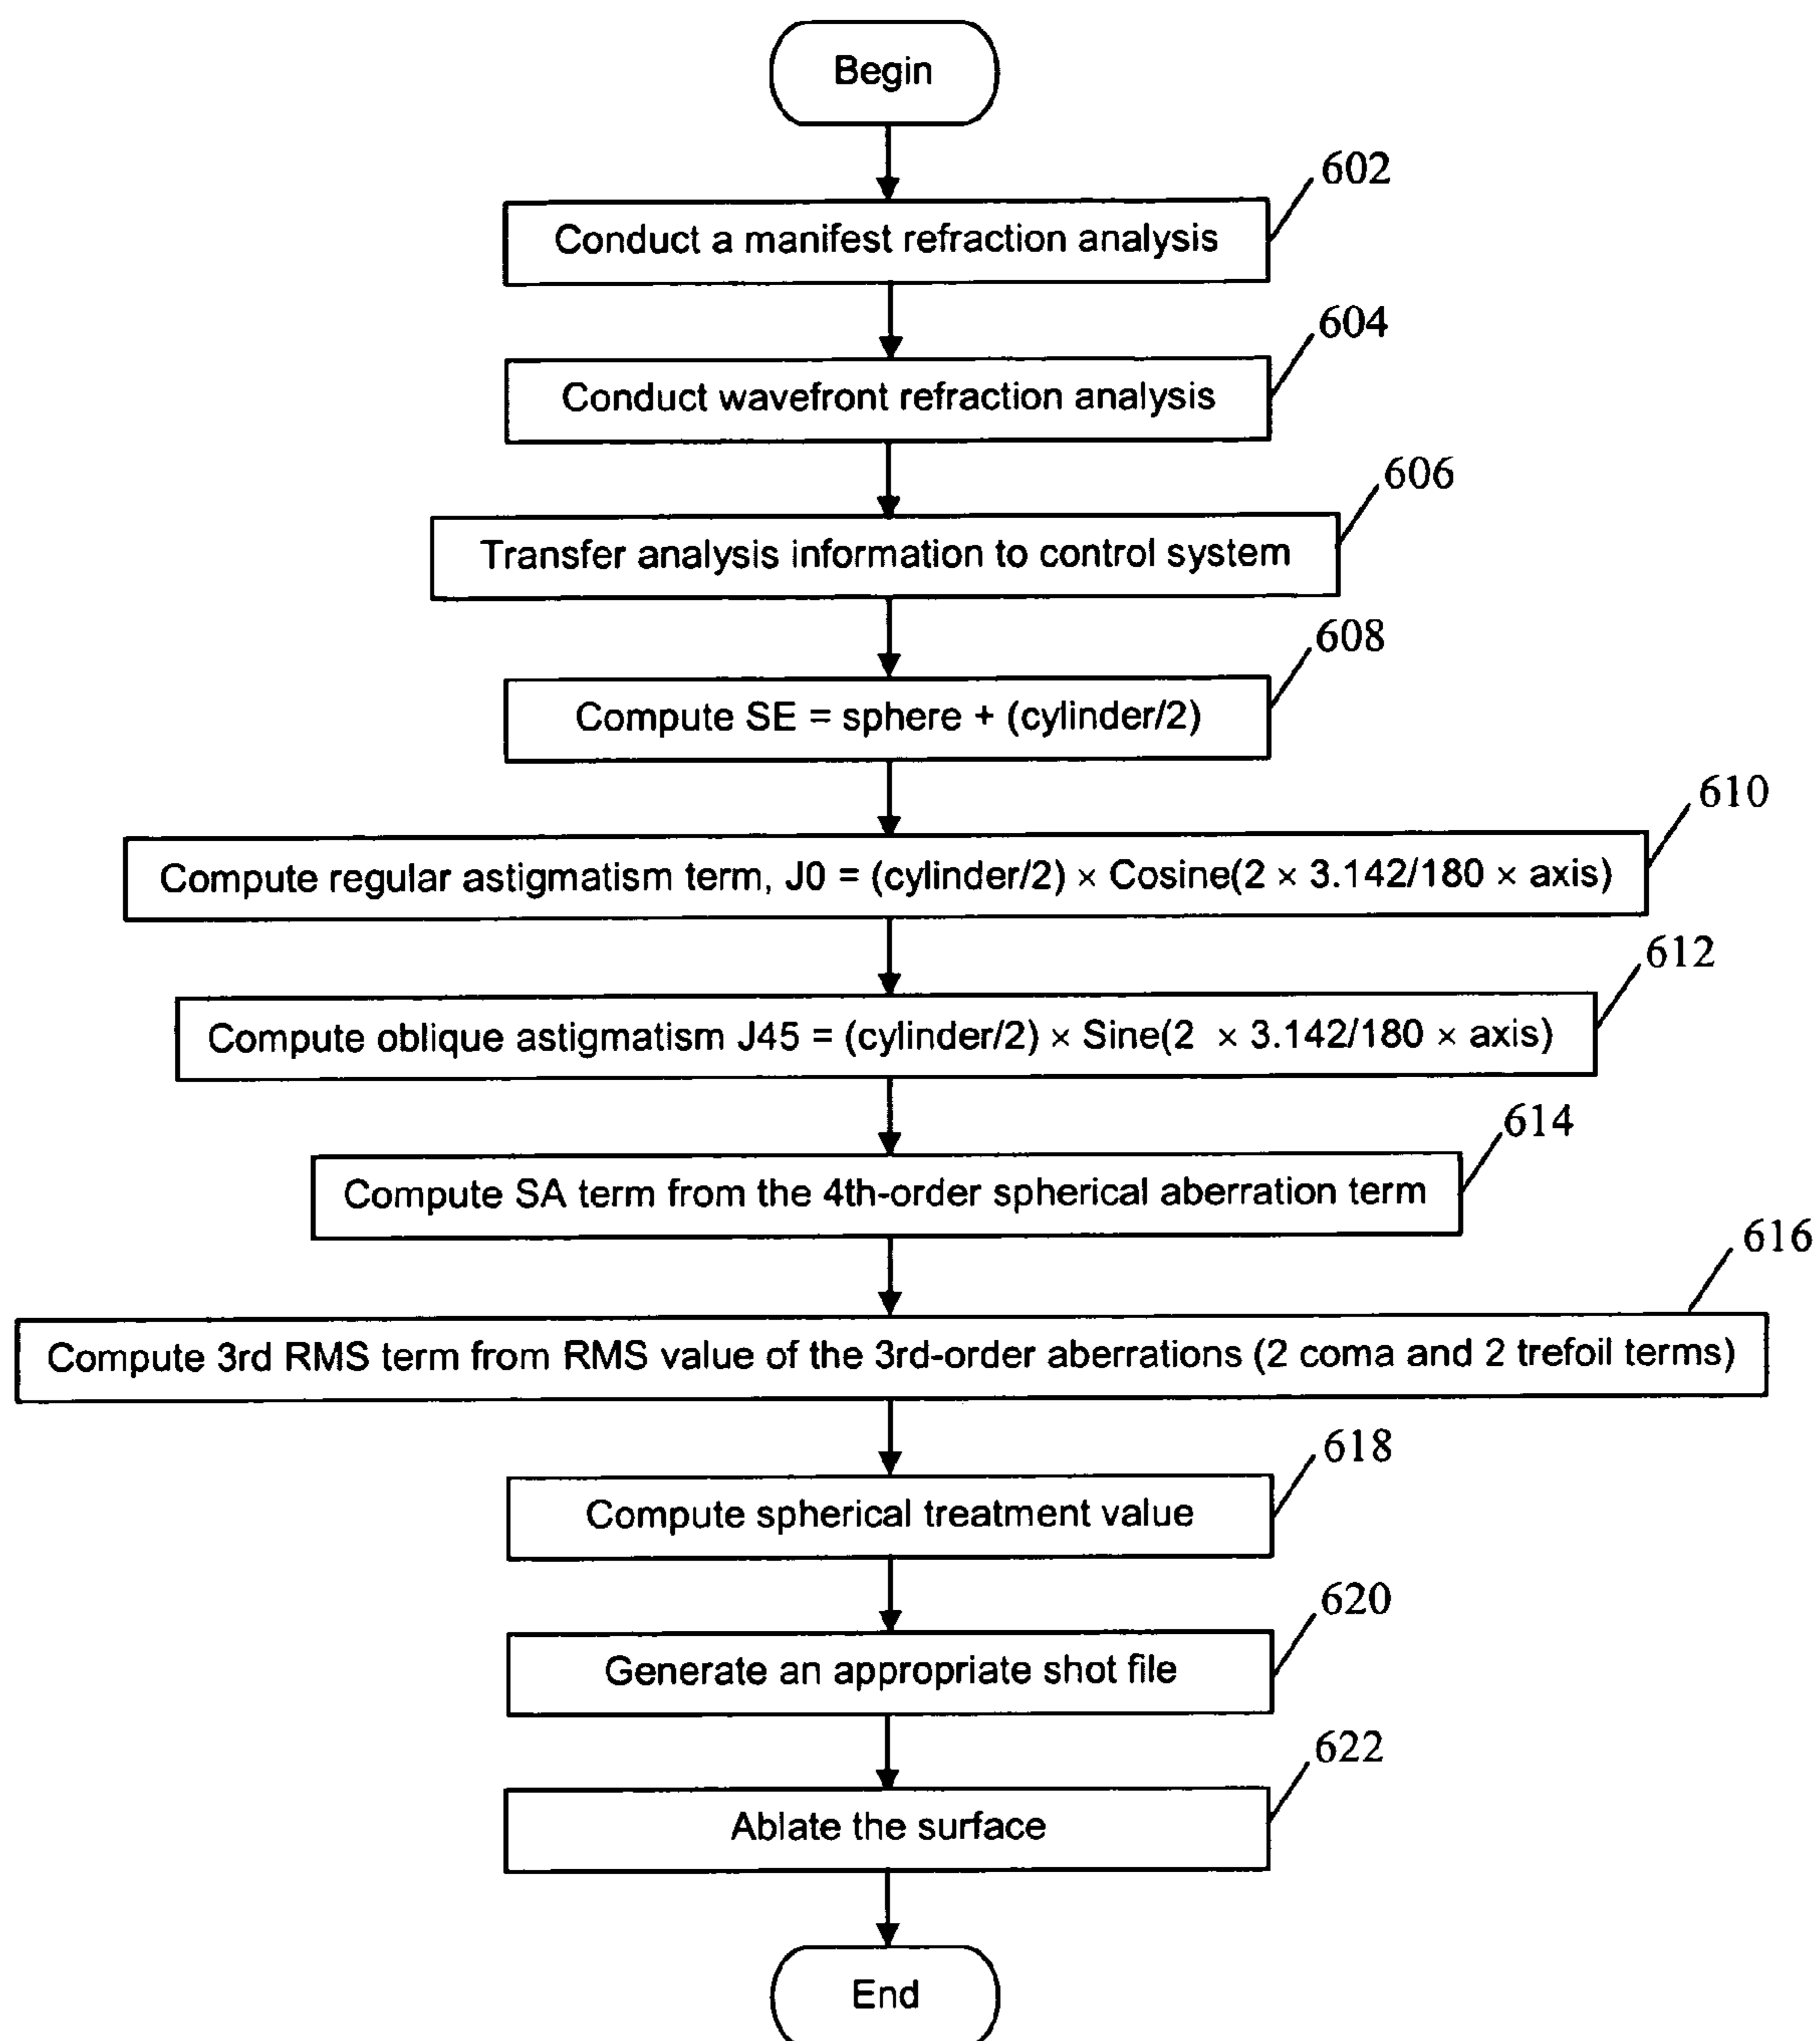 Begin
602
Conduct a manifest refraction analysis
604
Conduct wavefront refraction analysis
606
Transfer analysis information to control system
608
Compute SE = sphere + (cylinder/2)
610
Compute regular astigmatism term, J0 = (cylinder/2) × Cosine(2 × 3.142/180 × axis)
612
Compute oblique astigmatism J45 = (cylinder/2) × Sine(2 × 3.142/180 × axis)
614
Compute SA term from the 4th-order spherical aberration term
616
Compute 3rd RMS term from RMS value of the 3rd-order aberrations (2 coma and 2 trefoil terms)
618
Compute spherical treatment value
620
Generate an appropriate shot file
622
Ablate the surface
End